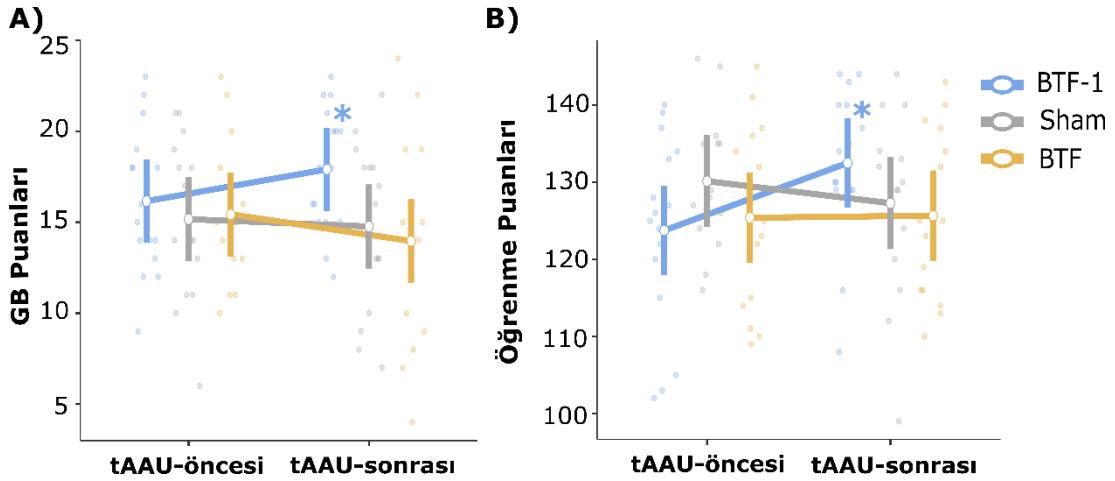 A)
GB Puanları
25
20
15
10
5
tAAU-öncesi
tAAU-sonrası
*
B)
Öğrenme Puanları
140
130
120
110
100
tAAU-öncesi
tAAU-sonrası
*
BTF-1
Sham
BTF